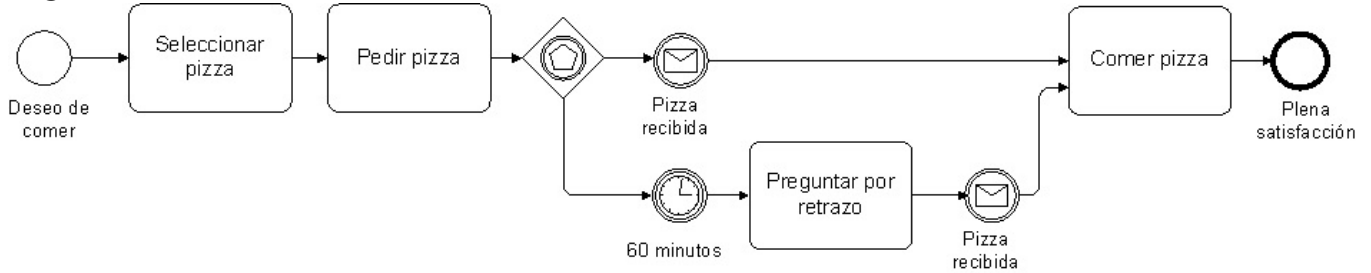 Deseo de
comer
Seleccionar
pizza
Pedir pizza
Pizza
recibida
60 minutos
Preguntar por
retrazo
Pizza
recibida
Comer pizza
Plena
satisfacción